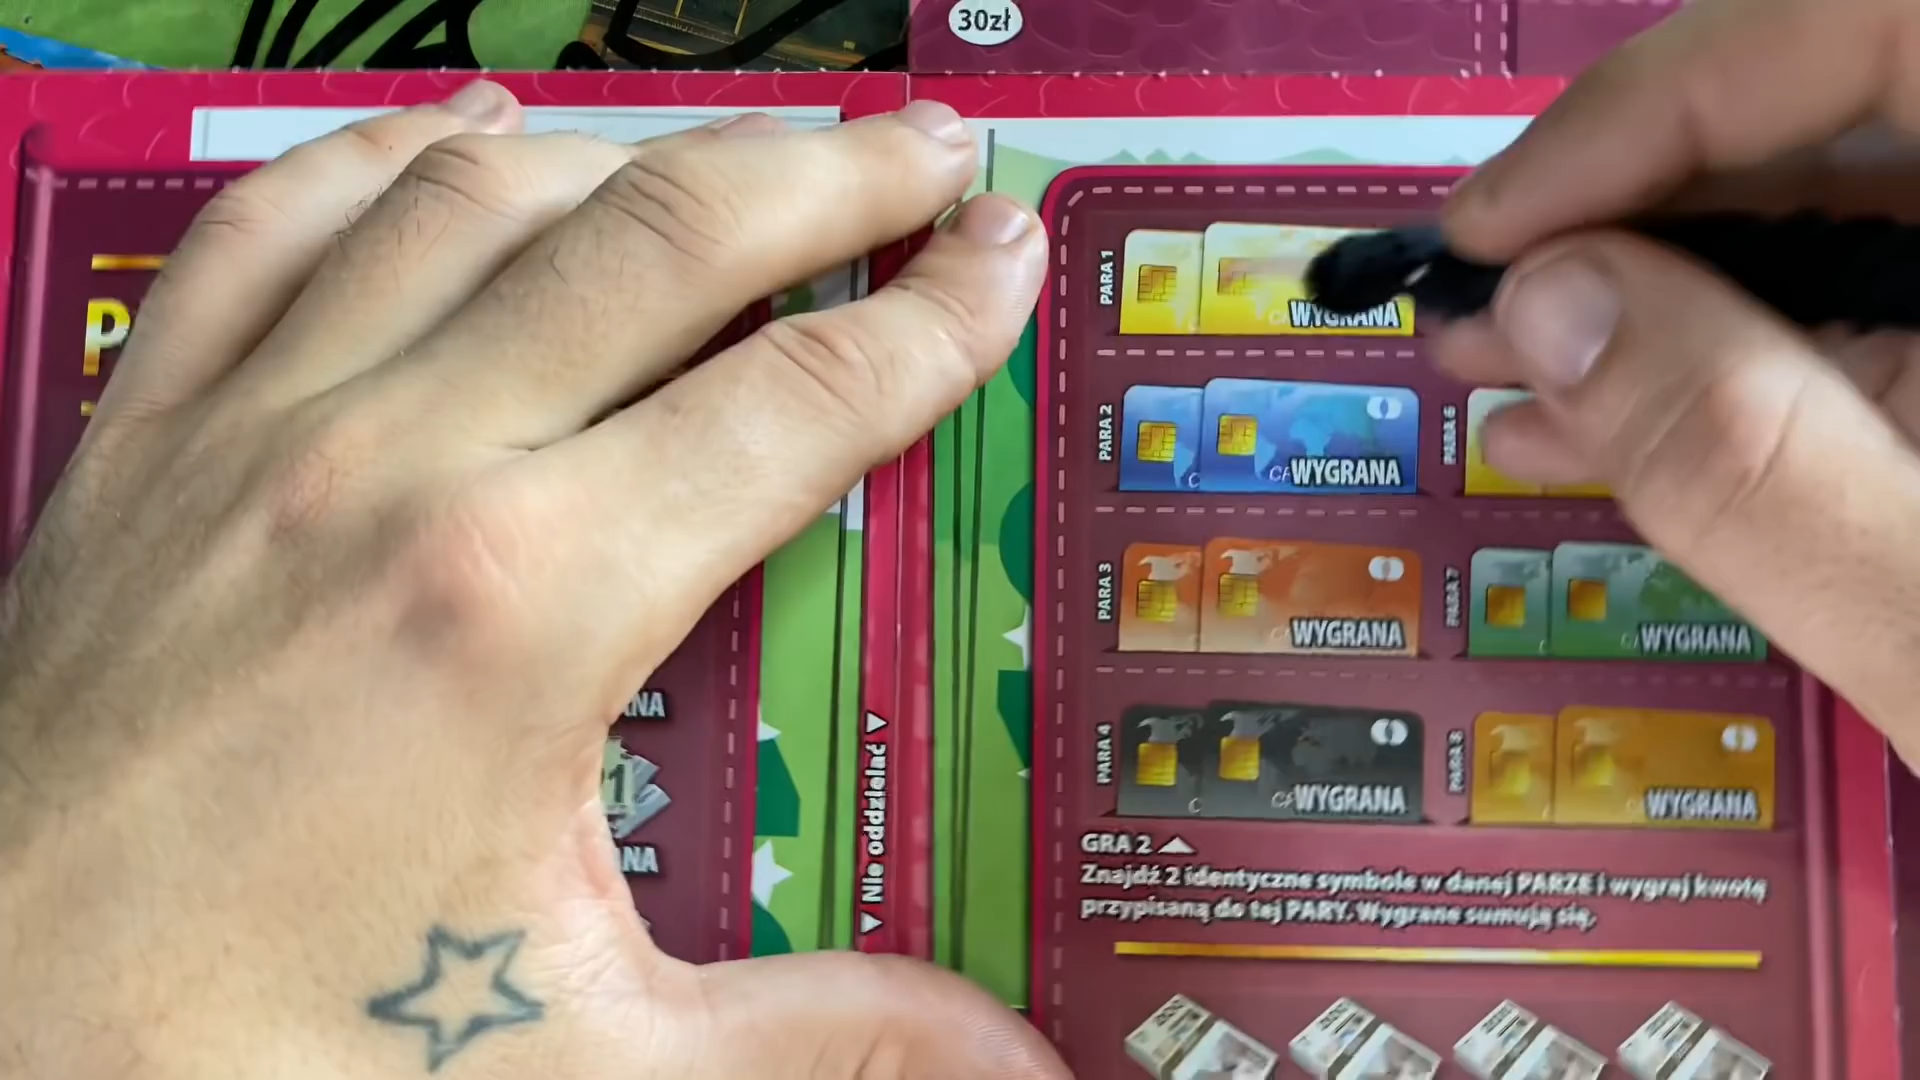 30zł
P
PARA 1
WYGRANA
PARA 2
WYGRANA
PARA 6
PARA 3
WYGRANA
PARA 7
WYGRANA
PARA 4
WYGRANA
PARA 8
WYGRANA
NA
NA
▼ Nie oddzielać ▼
GRA 2
Znajdź 2 identyczne symbole w danej PARZE i wygraj kwotę
przypisaną do tej PARY. Wygrane sumują się.